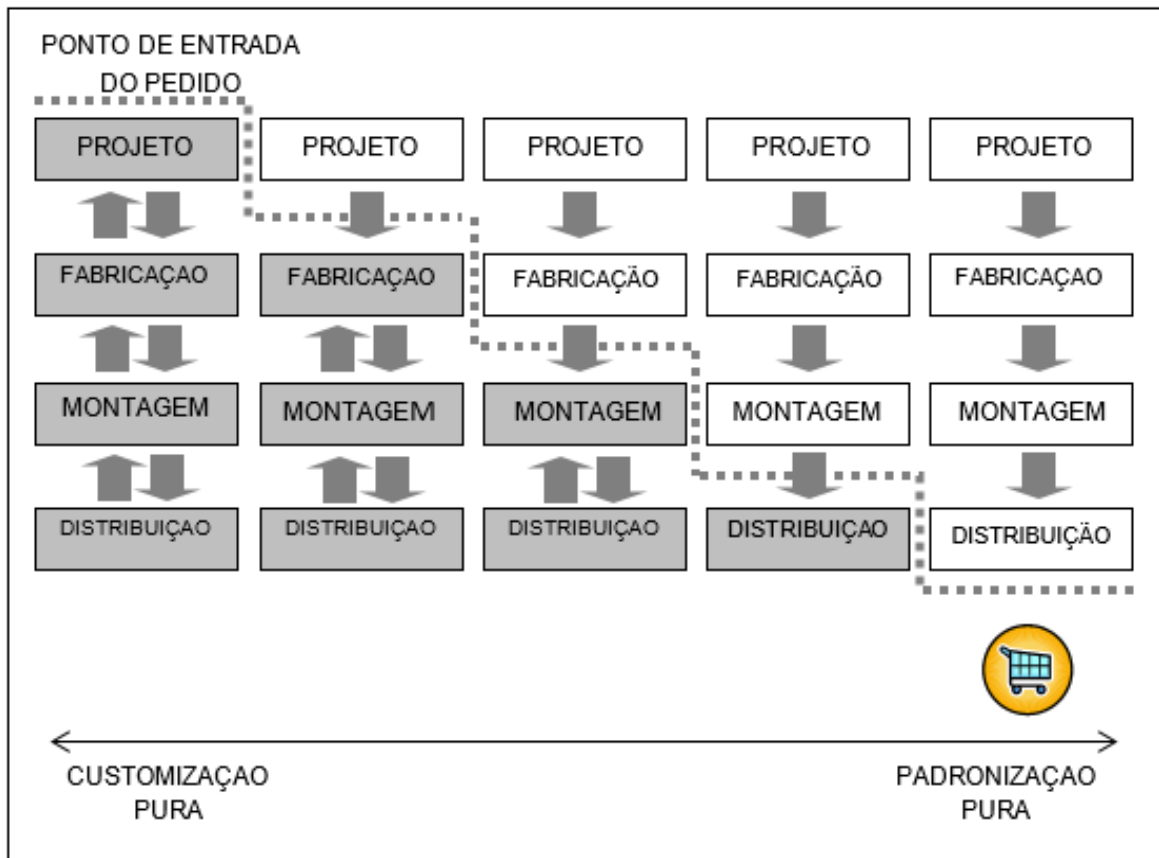 PONTO DE ENTRADA
DO PEDIDO
PROJETO
PROJETO
PROJETO
PROJETO
PROJETO
FABRICAÇAO
FABRICAÇAO
FABRICAÇÃO
FABRICAÇÃO
FABRICAÇÃO
MONTAGEM
MONTAGEM
MONTAGEM
MONTAGEM
MONTAGEM
DISTRIBUIÇAO
DISTRIBUIÇAO
DISTRIBUIÇAO
DISTRIBUIÇAO
DISTRIBUIÇÃO
CUSTOMIZAÇAO
PURA
PADRONIZAÇAO
PURA